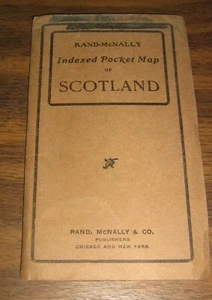 RAND-McNALLY
Indexed Pocket Map
OF
SCOTLAND
RAND, McNALLY & CO.
PUBLISHERS
CHICAGO AND NEW YORK